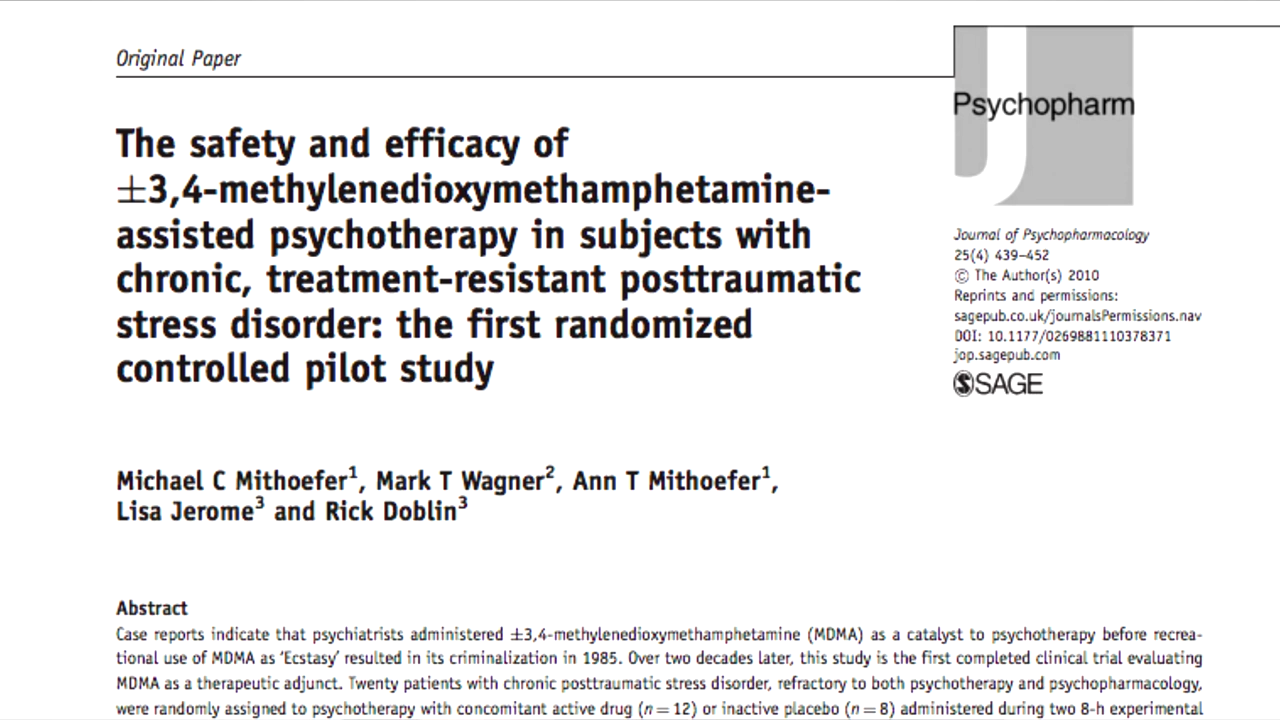 Original Paper
Psychopharm
The safety and efficacy of
±3,4-methylenedioxymethamphetamine-
assisted psychotherapy in subjects with
chronic, treatment-resistant posttraumatic
stress disorder: the first randomized
controlled pilot study
Journal of Psychopharmacology
25(4) 439–452
© The Author(s) 2010
Reprints and permissions:
sagepub.co.uk/journalsPermissions.nav
DOI: 10.1177/0269881110378371
jop.sagepub.com
SAGE
Michael C Mithoefer1, Mark T Wagner2, Ann T Mithoefer1,
Lisa Jerome3 and Rick Doblin3
Abstract
Case reports indicate that psychiatrists administered ±3,4-methylenedioxymethamphetamine (MDMA) as a catalyst to psychotherapy before recrea-
tional use of MDMA as 'Ecstasy' resulted in its criminalization in 1985. Over two decades later, this study is the first completed clinical trial evaluating
MDMA as a therapeutic adjunct. Twenty patients with chronic posttraumatic stress disorder, refractory to both psychotherapy and psychopharmacology,
were randomly assigned to psychotherapy with concomitant active drug (n = 12) or inactive placebo (n = 8) administered during two 8-h experimental